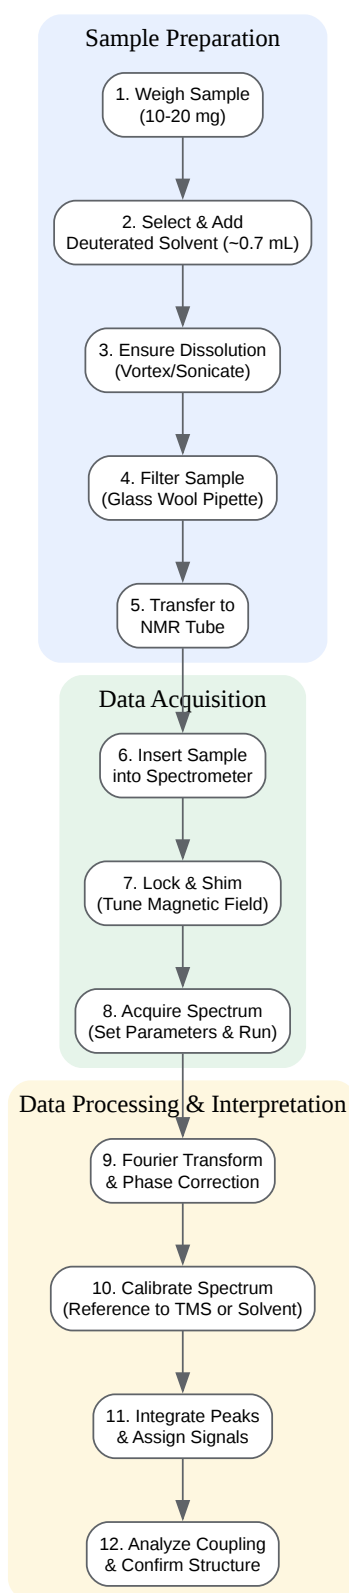 Sample Preparation
1. Weigh Sample
(10-20 mg)
2. Select & Add
Deuterated Solvent (~0.7 mL)
3. Ensure Dissolution
(Vortex/Sonicate)
4. Filter Sample
(Glass Wool Pipette)
5. Transfer to
NMR Tube
Data Acquisition
6. Insert Sample
into Spectrometer
7. Lock & Shim
(Tune Magnetic Field)
8. Acquire Spectrum
(Set Parameters & Run)
Data Processing & Interpretation
9. Fourier Transform
& Phase Correction
10. Calibrate Spectrum
(Reference to TMS or Solvent)
11. Integrate Peaks
& Assign Signals
12. Analyze Coupling
& Confirm Structure